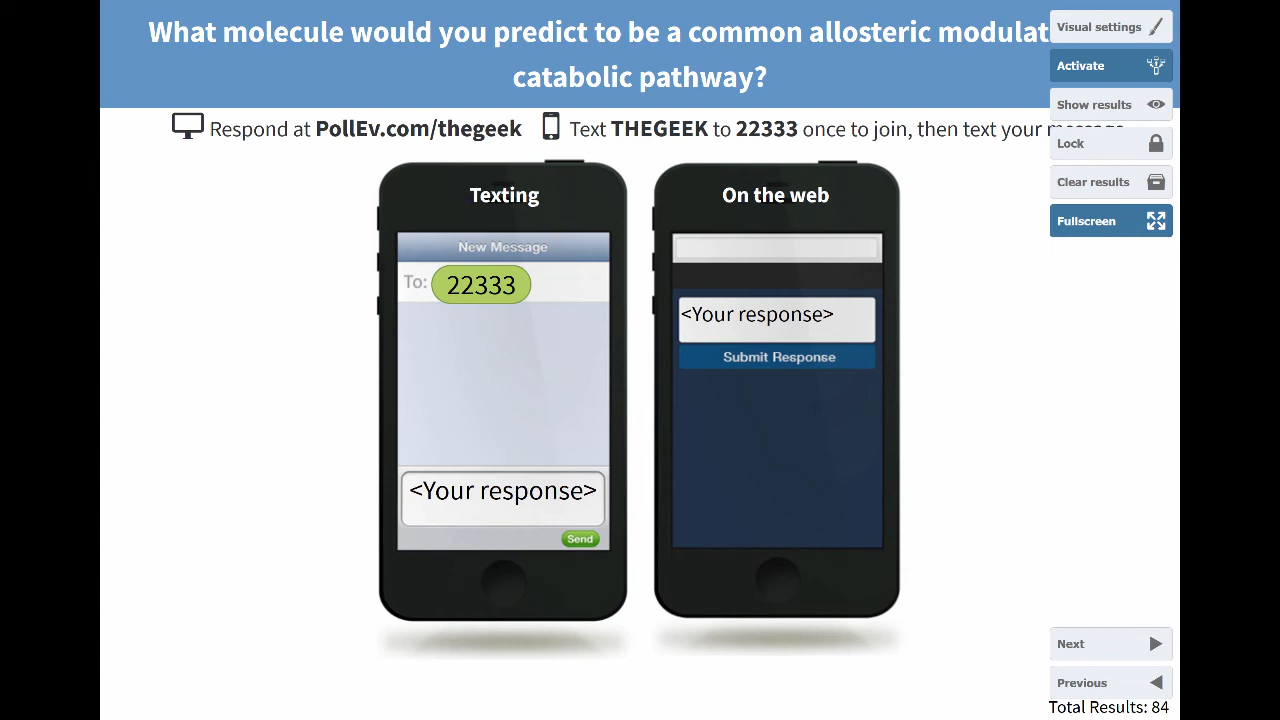 What molecule would you predict to be a common allosteric modulat
catabolic pathway?
Respond at PollEv.com/thegeek Text THEGEEK to 22333 once to join, then text your message
Texting
New Message
To: 22333
<Your response>
Send
On the web
<Your response>
Submit Response
Visual settings
Activate
Show results
Lock
Clear results
Fullscreen
Next
Previous
Total Results: 84